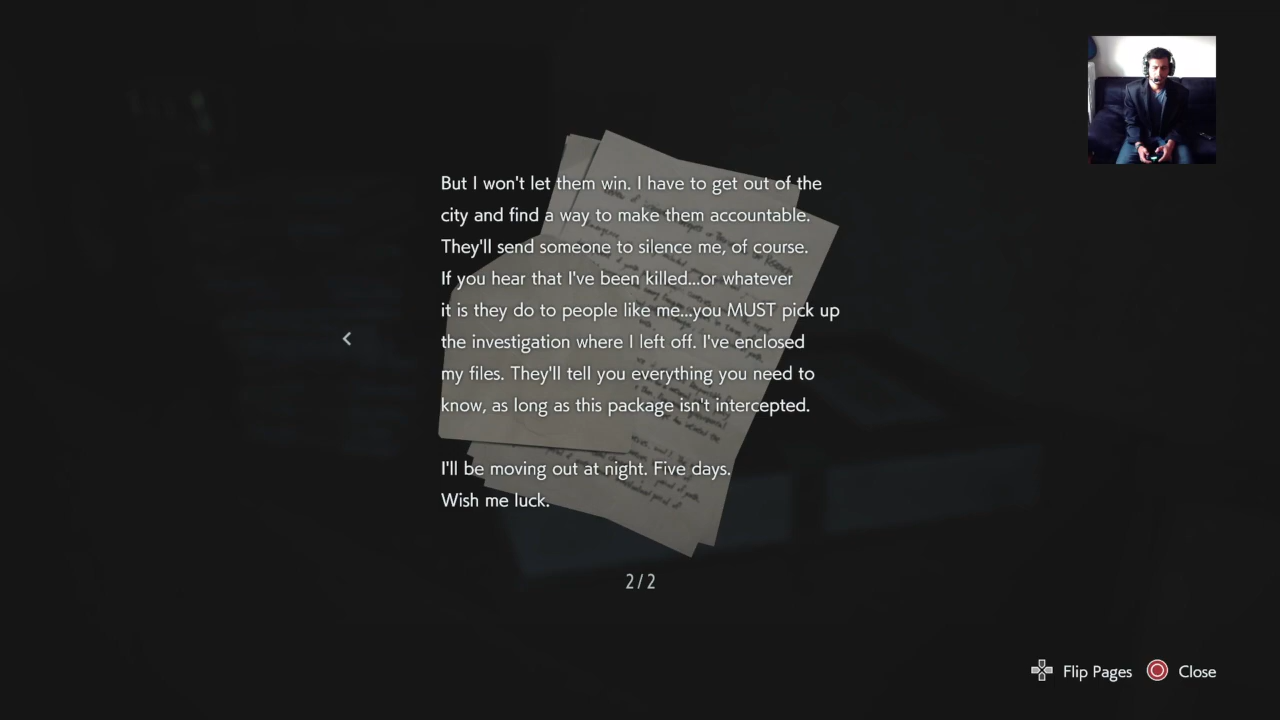 But I won't let them win. I have to get out of the
city and find a way to make them accountable.
They'll send someone to silence me, of course.
If you hear that I've been killed...or whatever
it is they do to people like me...you MUST pick up
the investigation where I left off. I've enclosed
my files. They'll tell you everything you need to
know, as long as this package isn't intercepted.
I'll be moving out at night. Five days.
Wish me luck.
2 / 2
Flip Pages Close